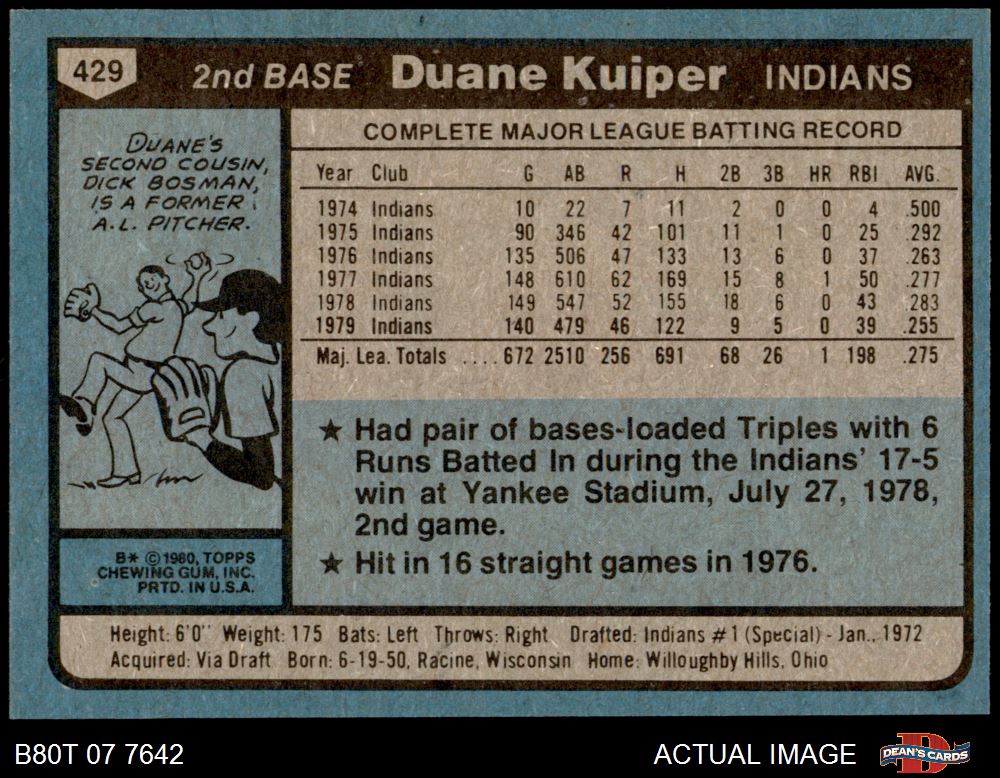 429 2nd BASE Duane Kuiper INDIANS
DUANE'S
SECOND COUSIN,
DICK BOSMAN,
IS A FORMER
A.L. PITCHER.
B* © 1980, TOPPS
CHEWING GUM, INC.
PRTD. IN U.S.A.
COMPLETE MAJOR LEAGUE BATTING RECORD
Year Club G AB R H 2B 3B HR RBI AVG.
1974 Indians 10 22 7 11 2 0 0 4 .500
1975 Indians 90 346 42 101 11 1 0 25 .292
1976 Indians 135 506 47 133 13 6 0 37 .263
1977 Indians 148 610 62 169 15 8 1 50 .277
1978 Indians 149 547 52 155 18 6 0 43 .283
1979 Indians 140 479 46 122 9 5 0 39 .255
Maj. Lea. Totals .... 672 2510 256 691 68 26 1 198 .275
★ Had pair of bases-loaded Triples with 6
Runs Batted In during the Indians' 17-5
win at Yankee Stadium, July 27, 1978,
2nd game.
★ Hit in 16 straight games in 1976.
Height: 6'0" Weight: 175 Bats: Left Throws: Right Drafted: Indians #1 (Special) - Jan., 1972
Acquired: Via Draft Born: 6-19-50, Racine, Wisconsin Home: Willoughby Hills, Ohio
B80T 07 7642 ACTUAL IMAGE DEAN'S CARDS